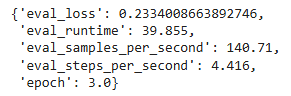 {'eval_loss': 0.2334008663892746,
'eval_runtime': 39.855,
'eval_samples_per_second': 140.71,
'eval_steps_per_second': 4.416,
'epoch': 3.0}